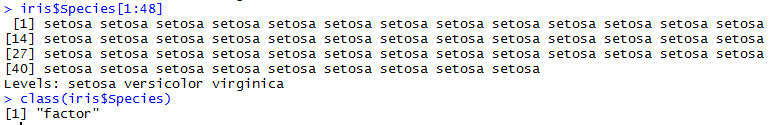 > iris$Species[1:48]
 [1] setosa setosa setosa setosa setosa setosa setosa setosa setosa setosa setosa setosa setosa
[14] setosa setosa setosa setosa setosa setosa setosa setosa setosa setosa setosa setosa setosa
[27] setosa setosa setosa setosa setosa setosa setosa setosa setosa setosa setosa setosa setosa
[40] setosa setosa setosa setosa setosa setosa setosa setosa setosa
Levels: setosa versicolor virginica
> class(iris$Species)
[1] "factor"